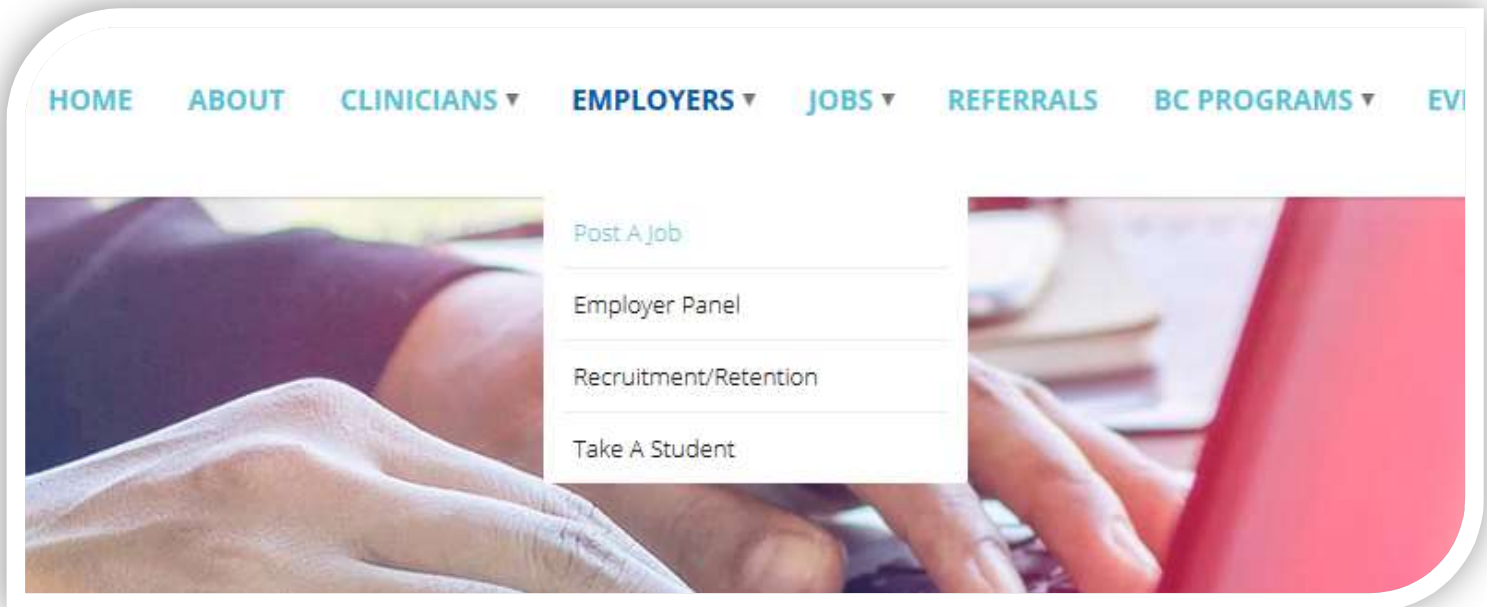 HOME ABOUT CLINICIANS ▼ EMPLOYERS ▼ JOBS ▼ REFERRALS BC PROGRAMS ▼
Post A Job
Employer Panel
Recruitment/Retention
Take A Student